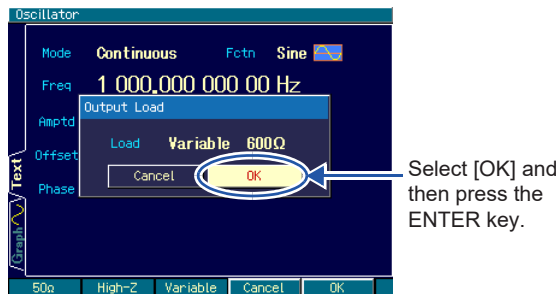 Oscillator
Mode Continuous Fctn Sine
Freq 1 000.000 000 00 Hz
Output Load
Amptd
Load Variable 600Ω
Offset
Cancel OK
Phase
Text
Graph
50Ω High-Z Variable Cancel OK
Select [OK] and
then press the
ENTER key.